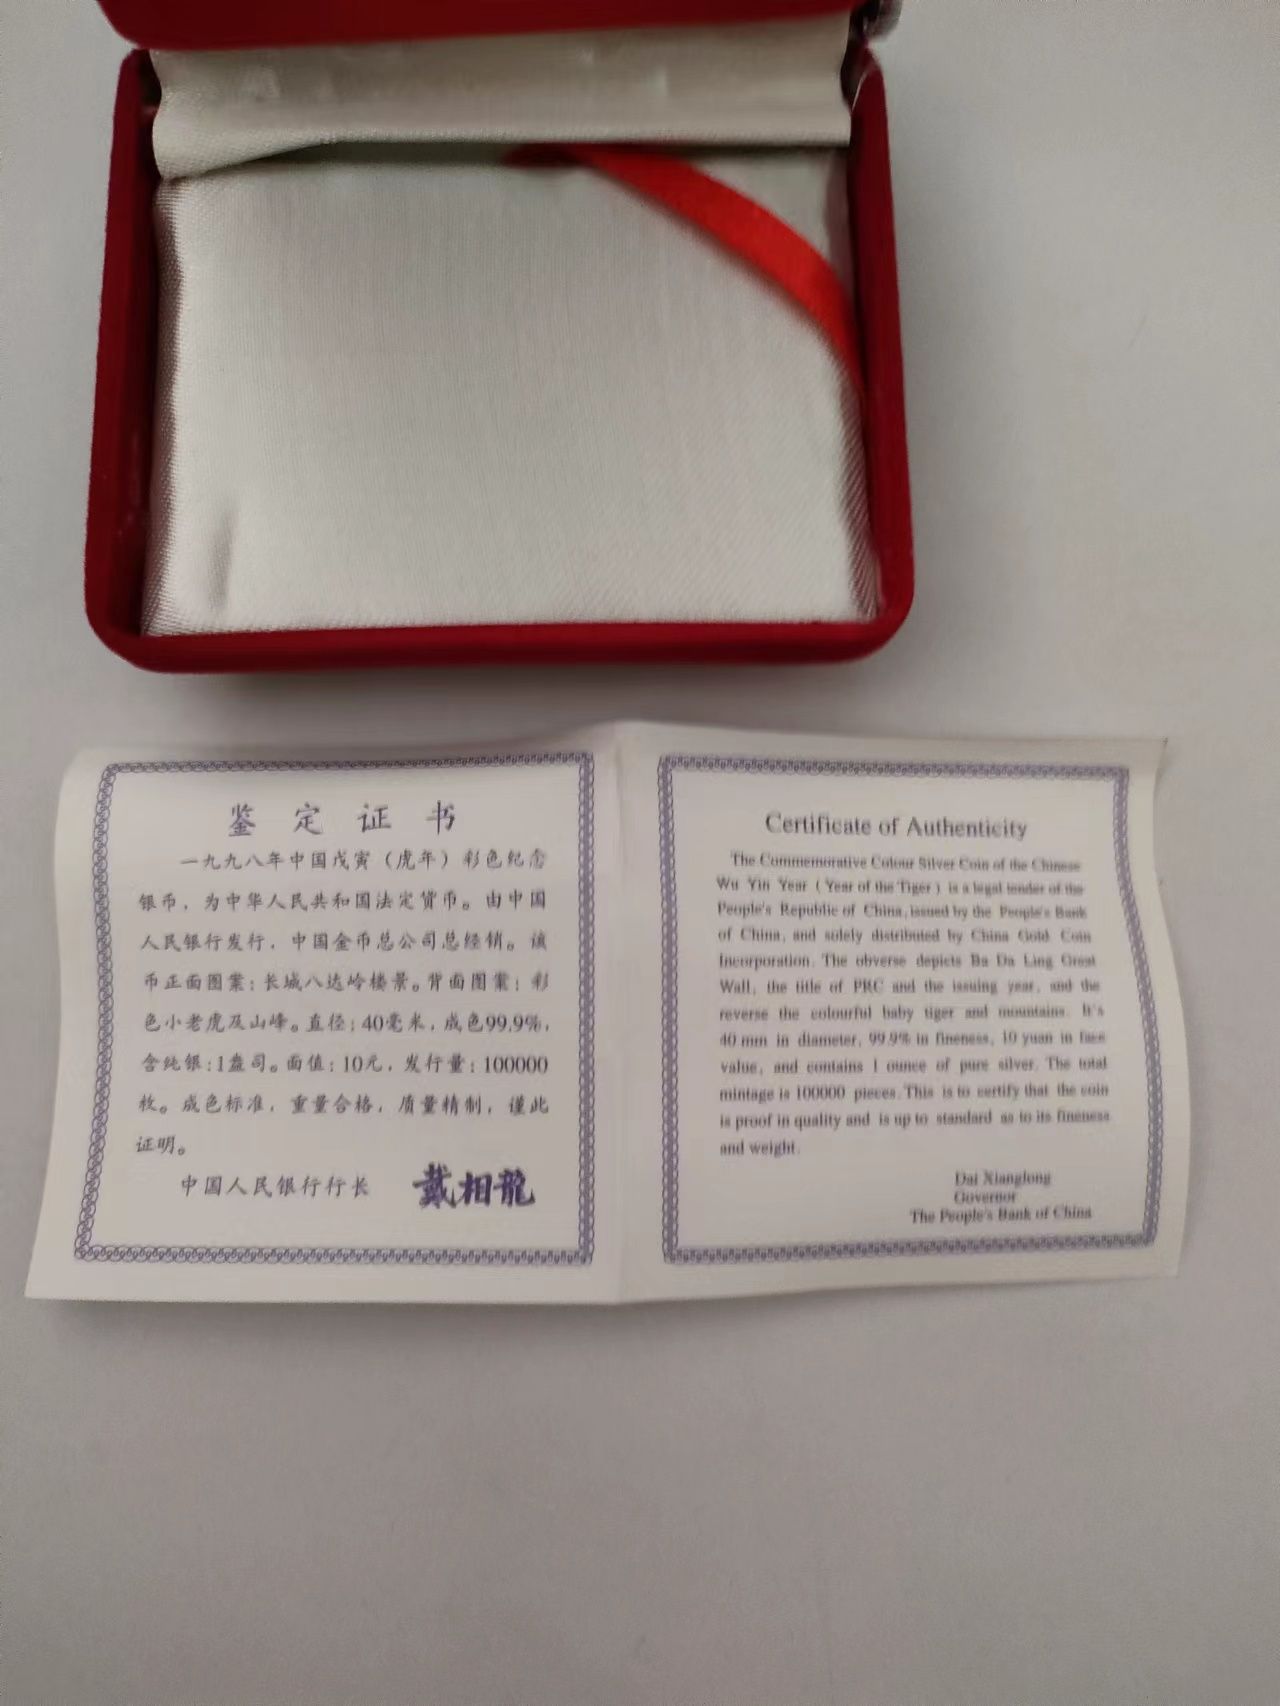 鉴定证书
一九九八年中国戊寅（虎年）彩色纪念
银币，为中华人民共和国法定货币。由中国
人民银行发行，中国金币总公司总经销。该
币正面图案：长城八达岭楼景。背面图案：彩
色小老虎及山峰。直径：40毫米，成色99.9%，
含纯银：1盎司。面值：10元，发行量：100000
枚。成色标准，重量合格，质量精制，谨此
证明。
中国人民银行行长 戴相龍
Certificate of Authenticity
The Commemorative Colour Silver Coin of the Chinese
Wu Yin Year (Year of the Tiger) is a legal tender of the
People's Republic of China, issued by the People's Bank
of China, and solely distributed by China Gold Coin
Incorporation. The obverse depicts Ba Da Ling Great
Wall, the title of PRC and the issuing year, and the
reverse the colourful baby tiger and mountains. It's
40 mm in diameter, 99.9% in fineness, 10 yuan in face
value, and contains 1 ounce of pure silver. The total
mintage is 100000 pieces. This is to certify that the coin
is proof in quality and is up to standard as to its fineness
and weight.
Dai Xianglong
Governor
The People's Bank of China